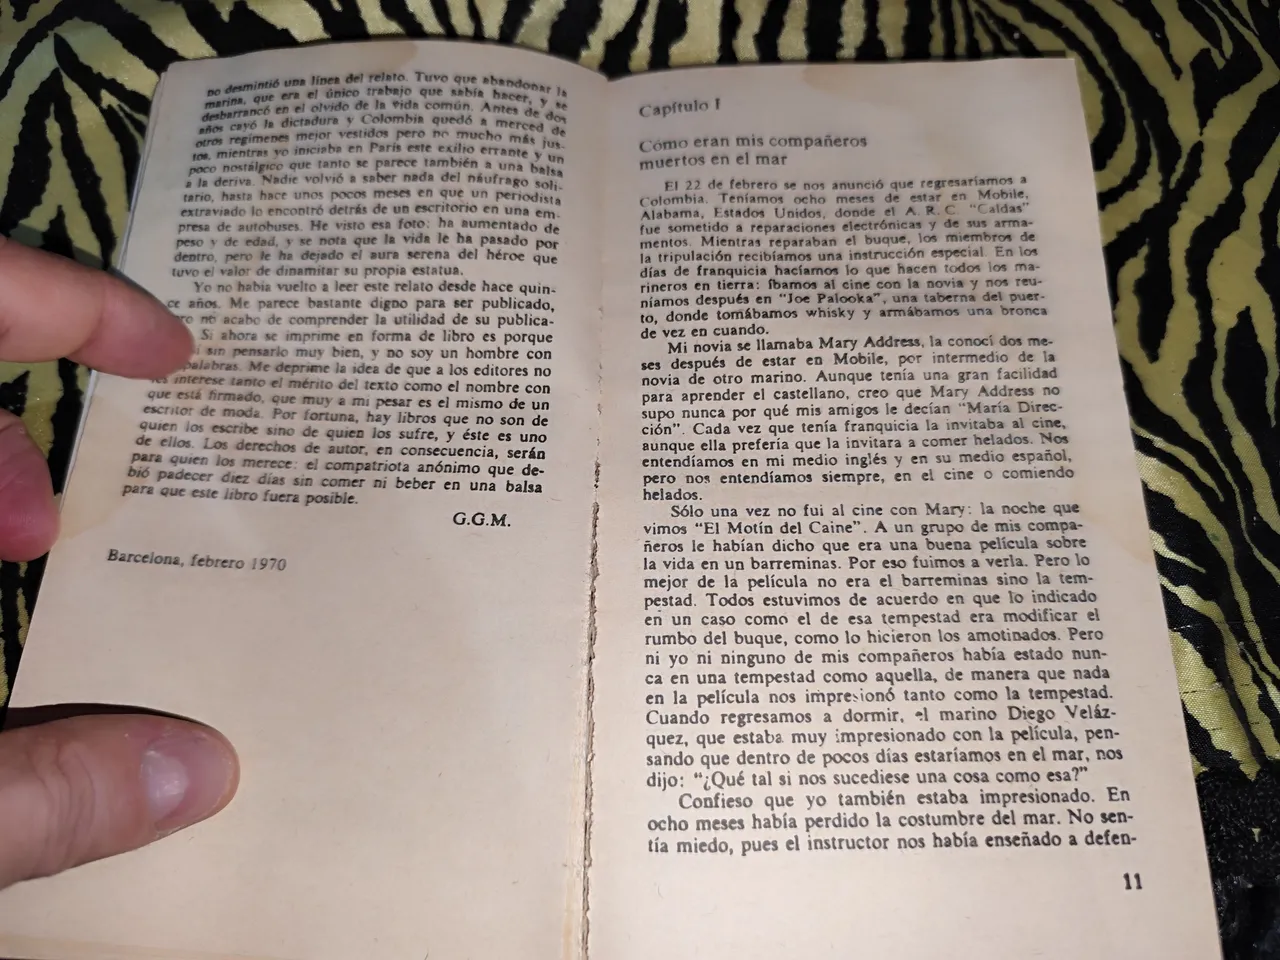 no desmintió una línea del relato. Tuvo que abandonar la
marina, que era el único trabajo que sabía hacer, y se
desbarrancó en el olvido de la vida común. Antes de dos
años cayó la dictadura y Colombia quedó a merced de
otros regímenes mejor vestidos pero no mucho más jus-
tos, mientras yo iniciaba en París este exilio errante y un
poco nostálgico que tanto se parece también a una balsa
a la deriva. Nadie volvió a saber nada del náufrago soli-
tario, hasta hace unos pocos meses en que un periodista
extraviado lo encontró detrás de un escritorio en una em-
presa de autobuses. He visto esa foto: ha aumentado de
peso y de edad, y se nota que la vida le ha pasado por
dentro, pero le ha dejado el aura serena del héroe que
tuvo el valor de dinamitar su propia estatua.
Yo no había vuelto a leer este relato desde hace quin-
ce años. Me parece bastante digno para ser publicado,
no acabo de comprender la utilidad de su publica-
Si ahora se imprime en forma de libro es porque
sin pensarlo muy bien, y no soy un hombre con
palabras. Me deprime la idea de que a los editores no
les interese tanto el mérito del texto como el nombre con
que está firmado, que muy a mi pesar es el mismo de un
escritor de moda. Por fortuna, hay libros que no son de
quien los escribe sino de quien los sufre, y éste es uno
de ellos. Los derechos de autor, en consecuencia, serán
para quien los merece: el compatriota anónimo que de-
bió padecer diez días sin comer ni beber en una balsa
para que este libro fuera posible.
G.G.M.
Barcelona, febrero 1970
Capítulo I
Cómo eran mis compañeros
muertos en el mar
El 22 de febrero se nos anunció que regresaríamos a
Colombia. Teníamos ocho meses de estar en Mobile,
Alabama, Estados Unidos, donde el A. R. C. "Caldas"
fue sometido a reparaciones electrónicas y de sus arma-
mentos. Mientras reparaban el buque, los miembros de
la tripulación recibíamos una instrucción especial. En los
días de franquicia hacíamos lo que hacen todos los ma-
rineros en tierra: íbamos al cine con la novia y nos reu-
níamos después en "Joe Palooka", una taberna del puer-
to, donde tomábamos whisky y armábamos una bronca
de vez en cuando.
Mi novia se llamaba Mary Address, la conocí dos me-
ses después de estar en Mobile, por intermedio de la
novia de otro marino. Aunque tenía una gran facilidad
para aprender el castellano, creo que Mary Address no
supo nunca por qué mis amigos le decían "María Direc-
ción". Cada vez que tenía franquicia la invitaba al cine,
aunque ella prefería que la invitara a comer helados. Nos
entendíamos en mi medio inglés y en su medio español,
pero nos entendíamos siempre, en el cine o comiendo
helados.
Sólo una vez no fui al cine con Mary: la noche que
vimos "El Motín del Caine". A un grupo de mis compa-
ñeros le habían dicho que era una buena película sobre
la vida en un barreminas. Por eso fuimos a verla. Pero lo
mejor de la película no era el barreminas sino la tem-
pestad. Todos estuvimos de acuerdo en que lo indicado
en un caso como el de esa tempestad era modificar el
rumbo del buque, como lo hicieron los amotinados. Pero
ni yo ni ninguno de mis compañeros había estado nun-
ca en una tempestad como aquella, de manera que nada
en la película nos impresionó tanto como la tempestad.
Cuando regresamos a dormir, el marino Diego Veláz-
quez, que estaba muy impresionado con la película, pen-
sando que dentro de pocos días estaríamos en el mar, nos
dijo: "¿Qué tal si nos sucediese una cosa como esa?"
Confieso que yo también estaba impresionado. En
ocho meses había perdido la costumbre del mar. No sen-
tía miedo, pues el instructor nos había enseñado a defen-
11